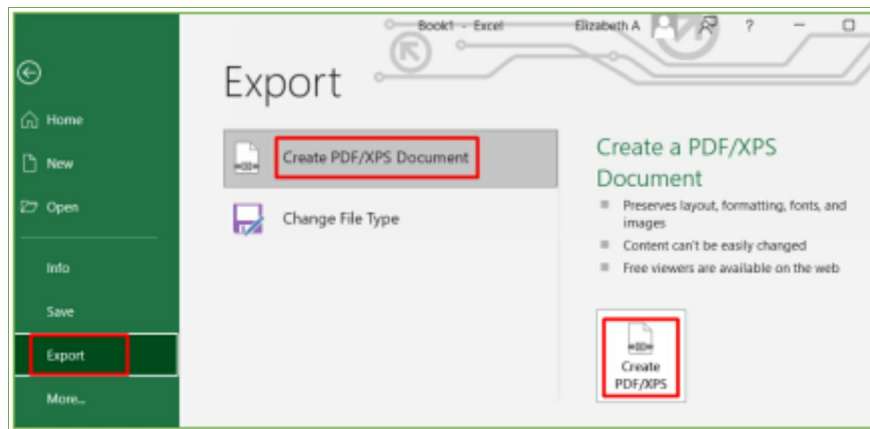 Book1 - Excel
Elizabeth A
?
Export
Home
New
Open
Info
Save
Export
More...
Create PDF/XPS Document
Change File Type
Create a PDF/XPS
Document
Preserves layout, formatting, fonts, and
images
Content can't be easily changed
Free viewers are available on the web
Create
PDF/XPS